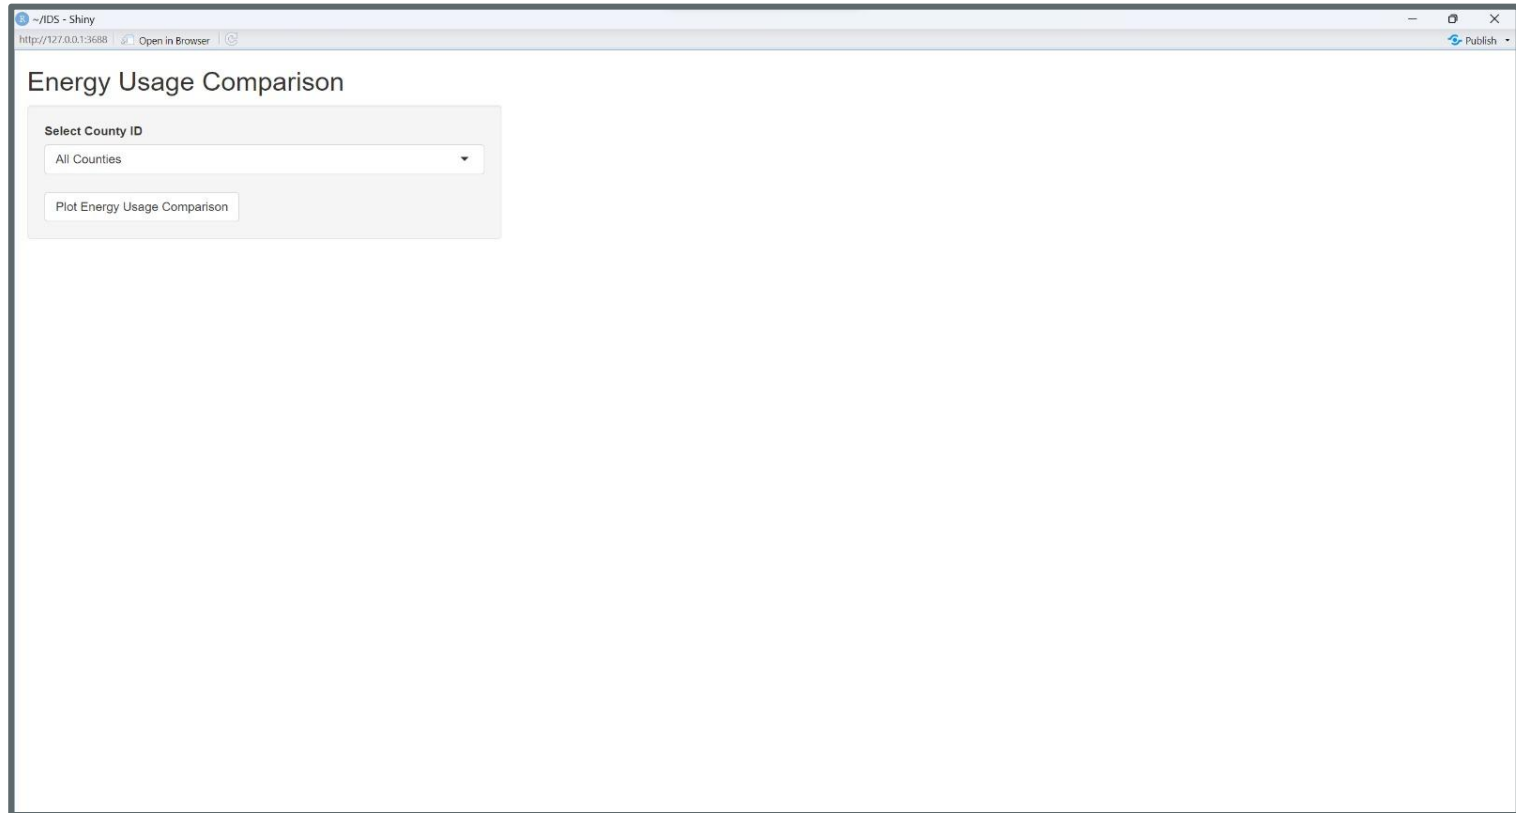 R ~/IDS - Shiny
http://127.0.0.1:3688 Open in Browser Publish
Energy Usage Comparison
Select County ID
All Counties
Plot Energy Usage Comparison